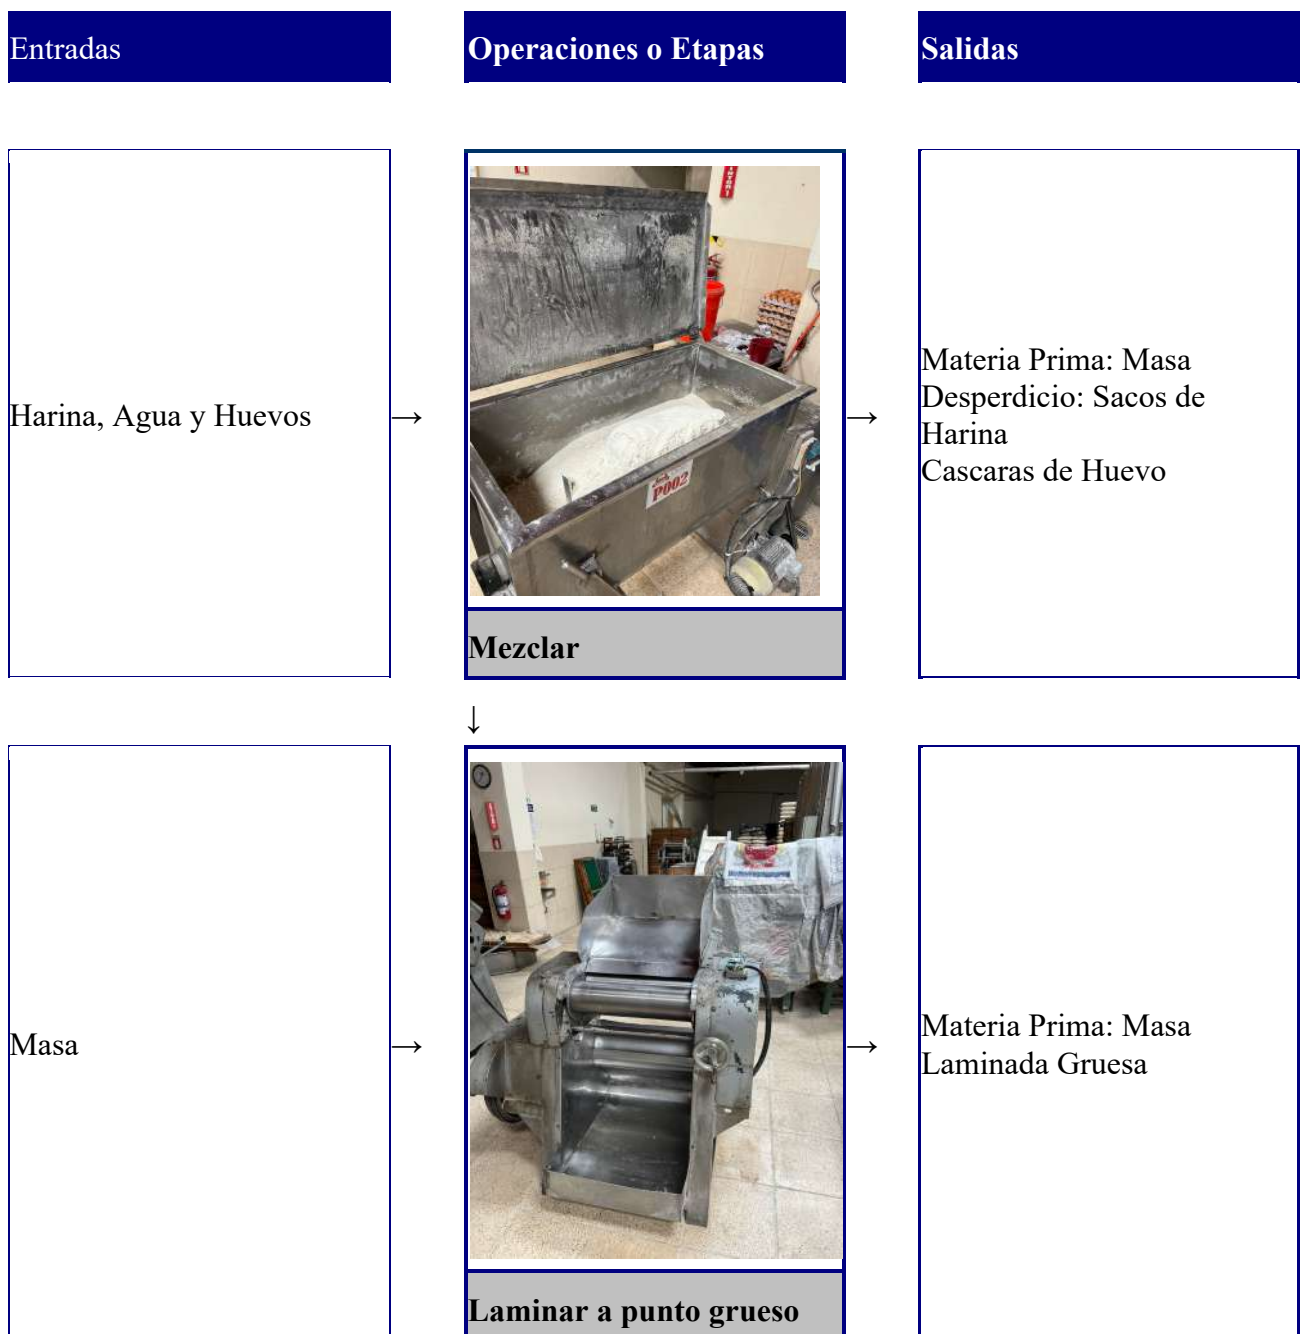 Entradas
Operaciones o Etapas
Salidas
Harina, Agua y Huevos
→
P002
→
Materia Prima: Masa
Desperdicio: Sacos de
Harina
Cascaras de Huevo
Mezclar
↓
Masa
→
→
Materia Prima: Masa
Laminada Gruesa
Laminar a punto grueso